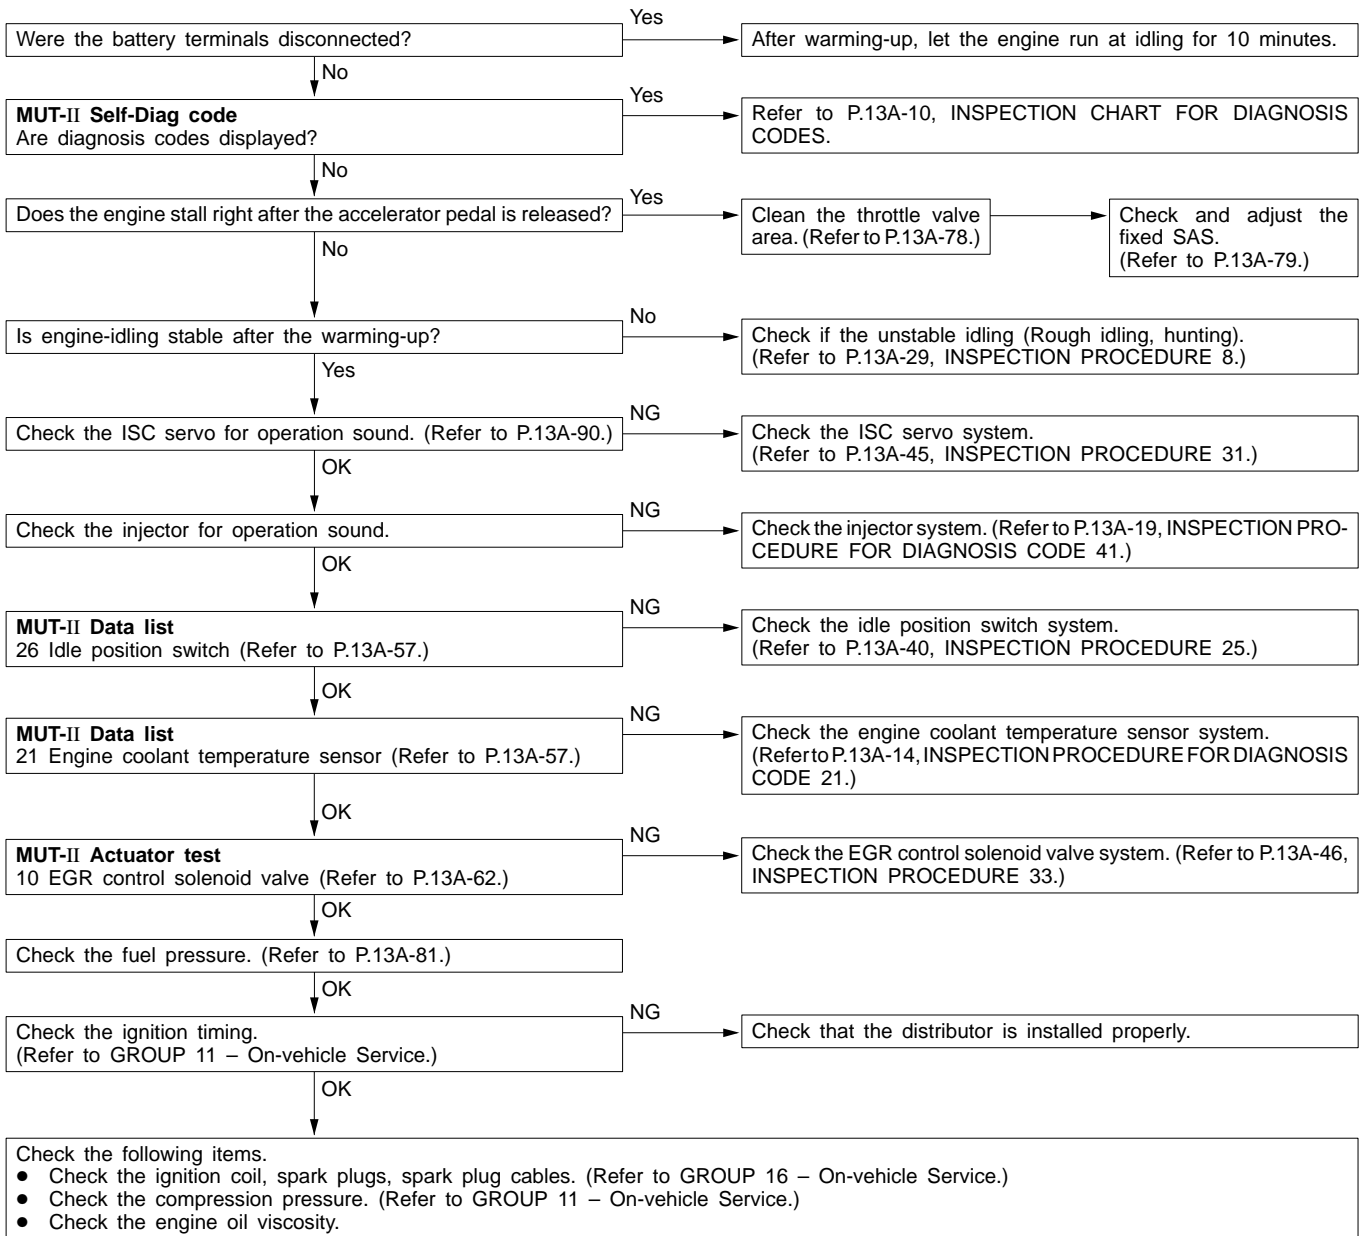 Yes
Were the battery terminals disconnected?
After warming-up, let the engine run at idling for 10 minutes.
No
MUT-II Self-Diag code
Are diagnosis codes displayed?
Yes
Refer to P.13A-10, INSPECTION CHART FOR DIAGNOSIS
CODES.
No
Does the engine stall right after the accelerator pedal is released?
Yes
Clean the throttle valve
area. (Refer to P.13A-78.)
Check and adjust the
fixed SAS.
(Refer to P.13A-79.)
No
Is engine-idling stable after the warming-up?
No
Check if the unstable idling (Rough idling, hunting).
(Refer to P.13A-29, INSPECTION PROCEDURE 8.)
Yes
Check the ISC servo for operation sound. (Refer to P.13A-90.)
NG
Check the ISC servo system.
(Refer to P.13A-45, INSPECTION PROCEDURE 31.)
OK
Check the injector for operation sound.
NG
Check the injector system. (Refer to P.13A-19, INSPECTION PRO-
CEDURE FOR DIAGNOSIS CODE 41.)
OK
MUT-II Data list
26 Idle position switch (Refer to P.13A-57.)
NG
Check the idle position switch system.
(Refer to P.13A-40, INSPECTION PROCEDURE 25.)
OK
MUT-II Data list
21 Engine coolant temperature sensor (Refer to P.13A-57.)
NG
Check the engine coolant temperature sensor system.
(Refer to P.13A-14, INSPECTION PROCEDURE FOR DIAGNOSIS
CODE 21.)
OK
MUT-II Actuator test
10 EGR control solenoid valve (Refer to P.13A-62.)
NG
Check the EGR control solenoid valve system. (Refer to P.13A-46,
INSPECTION PROCEDURE 33.)
OK
Check the fuel pressure. (Refer to P.13A-81.)
OK
Check the ignition timing.
(Refer to GROUP 11 – On-vehicle Service.)
NG
Check that the distributor is installed properly.
OK
Check the following items.
● Check the ignition coil, spark plugs, spark plug cables. (Refer to GROUP 16 – On-vehicle Service.)
● Check the compression pressure. (Refer to GROUP 11 – On-vehicle Service.)
● Check the engine oil viscosity.